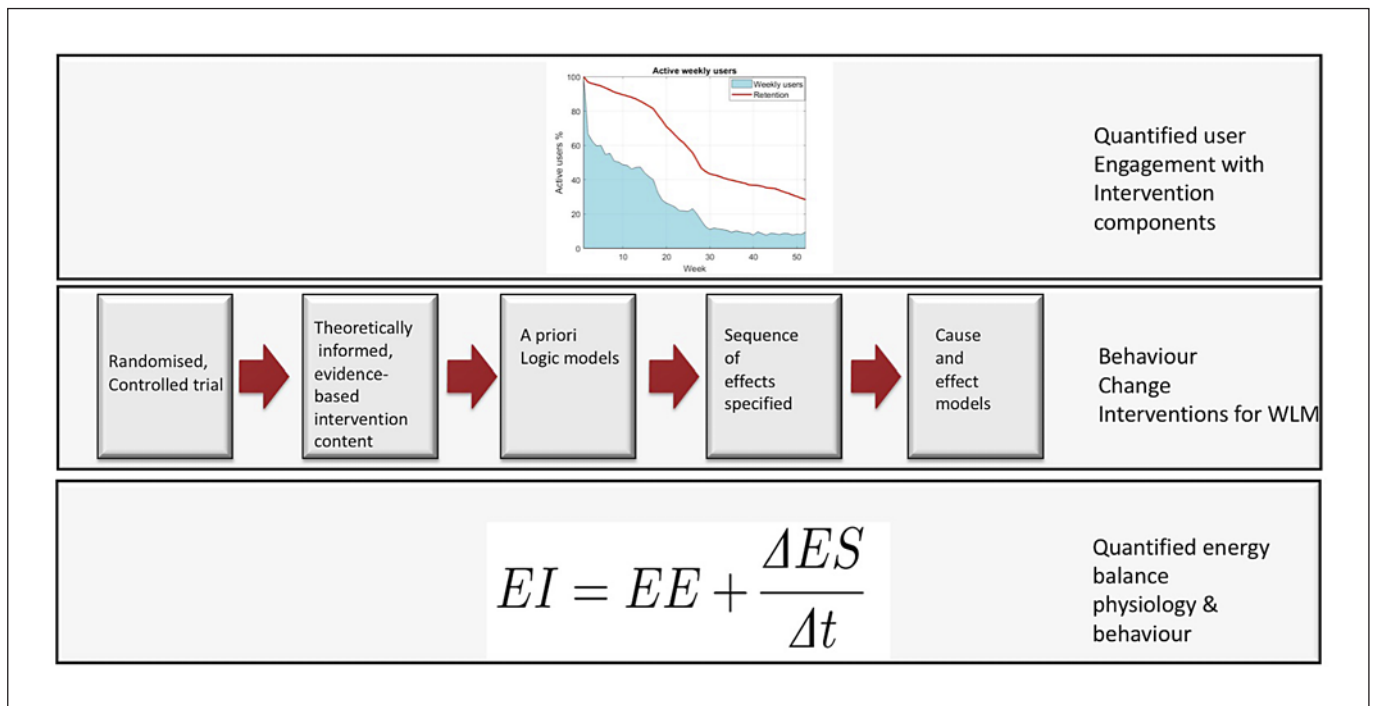 Active weekly users
Weekly users
Retention
100
80
60
40
20
0
Active users %
10 20 30 40 50
Week
Quantified user
Engagement with
Intervention
components
Randomised,
Controlled trial
Theoretically
informed,
evidence-
based
intervention
content
A priori
Logic models
Sequence
of
effects
specified
Cause
and
effect
models
Behaviour
Change
Interventions for WLM
EI = EE + ΔES/Δt
Quantified energy
balance
physiology &
behaviour